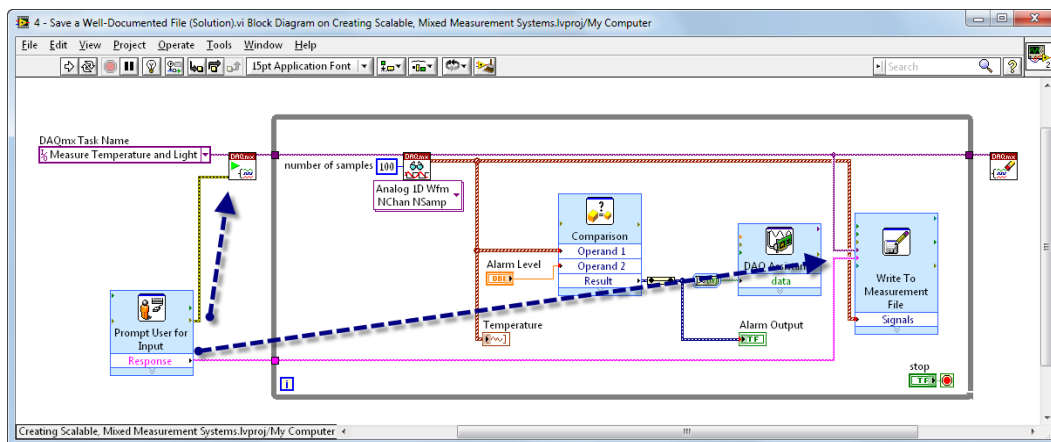 4 - Save a Well-Documented File (Solution).vi Block Diagram on Creating Scalable, Mixed Measurement Systems.lvproj/My Computer
File Edit View Project Operate Tools Window Help
15pt Application Font
Search
2
DAQmx Task Name
Measure Temperature and Light
DAQmx
number of samples
100
DAQmx
Analog 1D Wfm
NChan NSamp
DAQmx
Comparison
Operand 1
Operand 2
Result
Alarm Level
DBL
DAQ Assistant
data
Write To
Measurement
File
Signals
Prompt User for
Input
Response
Temperature
Alarm Output
TF
stop
TF
i
Creating Scalable, Mixed Measurement Systems.lvproj/My Computer